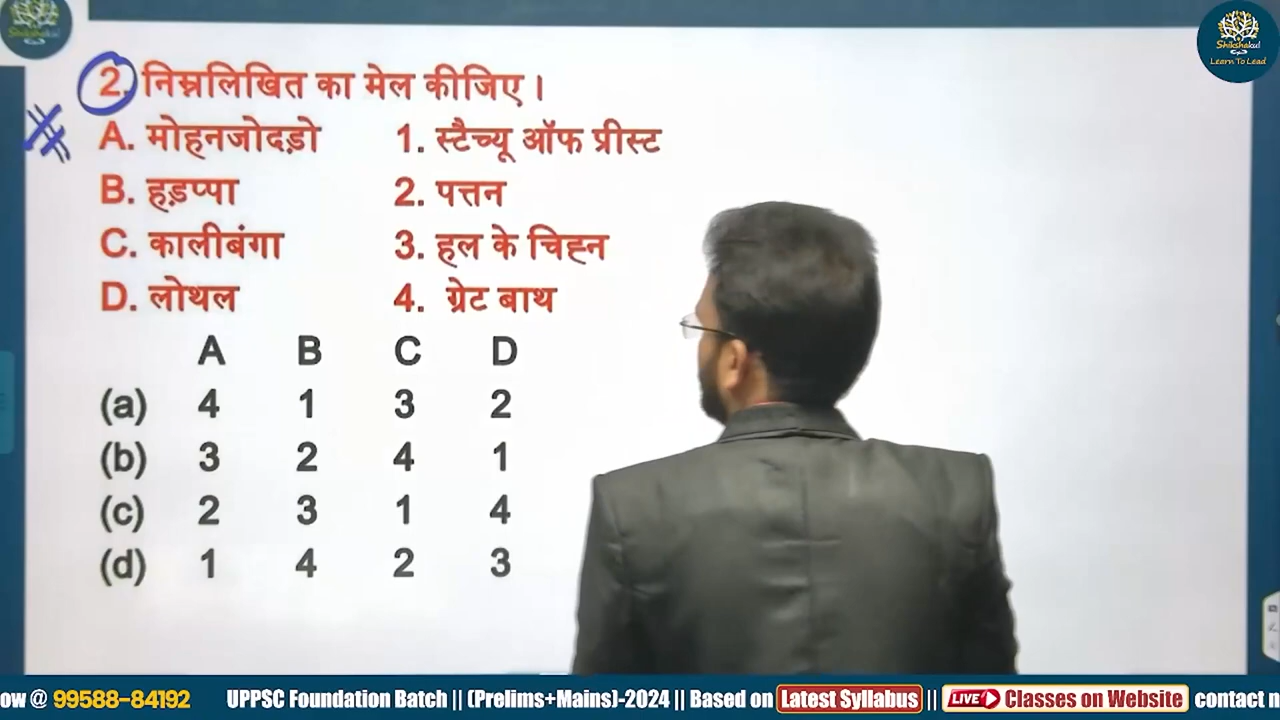 Shikshakul
Shikshakul
Learn To Lead
2. निम्नलिखित का मेल कीजिए।
A. मोहनजोदड़ो 1. स्टैच्यू ऑफ प्रीस्ट
B. हड़प्पा 2. पत्तन
C. कालीबंगा 3. हल के चिह्न
D. लोथल 4. ग्रेट बाथ
A B C D
(a) 4 1 3 2
(b) 3 2 4 1
(c) 2 3 1 4
(d) 1 4 2 3
ow @ 99588-84192 UPPSC Foundation Batch || (Prelims+Mains)-2024 || Based on Latest Syllabus || LIVE Classes on Website contact n